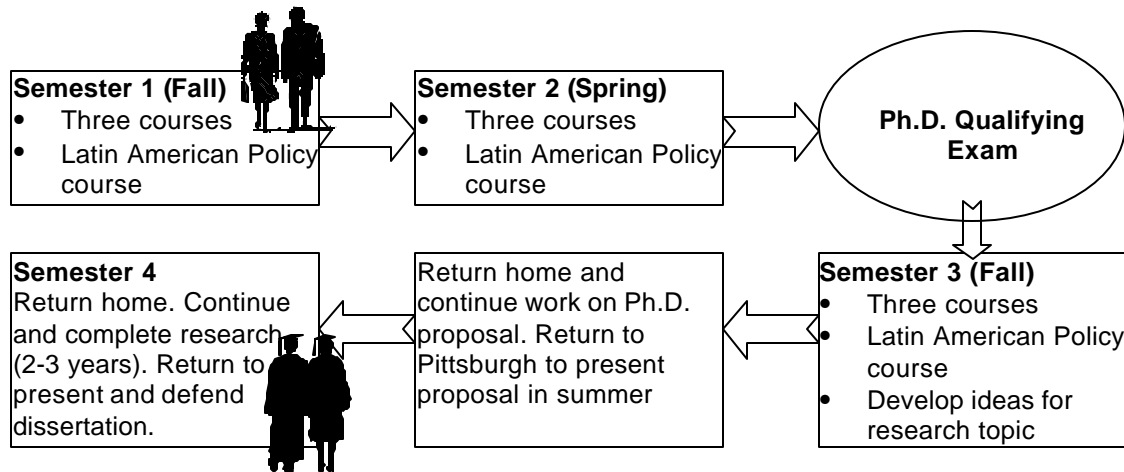 Semester 1 (Fall)
• Three courses
• Latin American Policy
course
Semester 2 (Spring)
• Three courses
• Latin American Policy
course
Ph.D. Qualifying
Exam
Semester 3 (Fall)
• Three courses
• Latin American Policy
course
• Develop ideas for
research topic
Return home and
continue work on Ph.D.
proposal. Return to
Pittsburgh to present
proposal in summer
Semester 4
Return home. Continue
and complete research
(2-3 years). Return to
present and defend
dissertation.